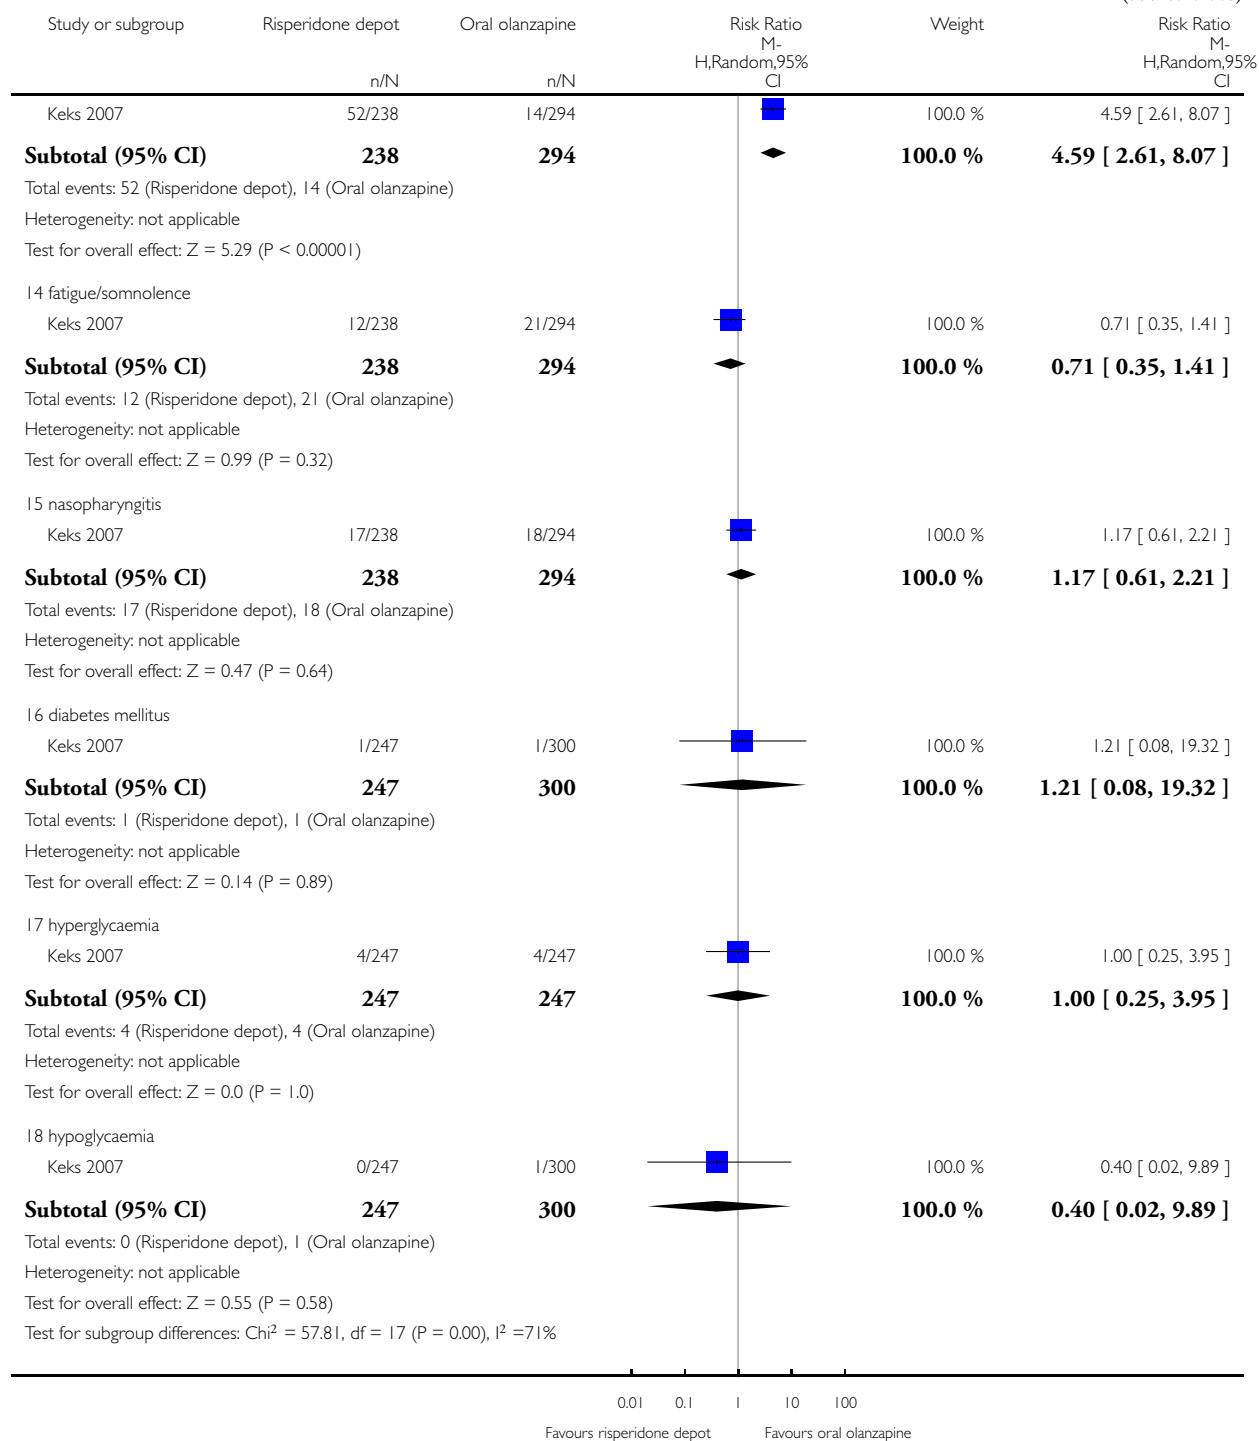 Study or subgroup Risperidone depot Oral olanzapine Risk Ratio Weight Risk Ratio
M-H,Random,95% CI M-H,Random,95% CI
n/N n/N
Keks 2007 52/238 14/294 100.0 % 4.59 [ 2.61, 8.07 ]
Subtotal (95% CI) 238 294 100.0 % 4.59 [ 2.61, 8.07 ]
Total events: 52 (Risperidone depot), 14 (Oral olanzapine)
Heterogeneity: not applicable
Test for overall effect: Z = 5.29 (P < 0.00001)
14 fatigue/somnolence
Keks 2007 12/238 21/294 100.0 % 0.71 [ 0.35, 1.41 ]
Subtotal (95% CI) 238 294 100.0 % 0.71 [ 0.35, 1.41 ]
Total events: 12 (Risperidone depot), 21 (Oral olanzapine)
Heterogeneity: not applicable
Test for overall effect: Z = 0.99 (P = 0.32)
15 nasopharyngitis
Keks 2007 17/238 18/294 100.0 % 1.17 [ 0.61, 2.21 ]
Subtotal (95% CI) 238 294 100.0 % 1.17 [ 0.61, 2.21 ]
Total events: 17 (Risperidone depot), 18 (Oral olanzapine)
Heterogeneity: not applicable
Test for overall effect: Z = 0.47 (P = 0.64)
16 diabetes mellitus
Keks 2007 1/247 1/300 100.0 % 1.21 [ 0.08, 19.32 ]
Subtotal (95% CI) 247 300 100.0 % 1.21 [ 0.08, 19.32 ]
Total events: 1 (Risperidone depot), 1 (Oral olanzapine)
Heterogeneity: not applicable
Test for overall effect: Z = 0.14 (P = 0.89)
17 hyperglycaemia
Keks 2007 4/247 4/247 100.0 % 1.00 [ 0.25, 3.95 ]
Subtotal (95% CI) 247 247 100.0 % 1.00 [ 0.25, 3.95 ]
Total events: 4 (Risperidone depot), 4 (Oral olanzapine)
Heterogeneity: not applicable
Test for overall effect: Z = 0.0 (P = 1.0)
18 hypoglycaemia
Keks 2007 0/247 1/300 100.0 % 0.40 [ 0.02, 9.89 ]
Subtotal (95% CI) 247 300 100.0 % 0.40 [ 0.02, 9.89 ]
Total events: 0 (Risperidone depot), 1 (Oral olanzapine)
Heterogeneity: not applicable
Test for overall effect: Z = 0.55 (P = 0.58)
Test for subgroup differences: Chi² = 57.81, df = 17 (P = 0.00), I² =71%
0.01 0.1 1 10 100
Favours risperidone depot Favours oral olanzapine